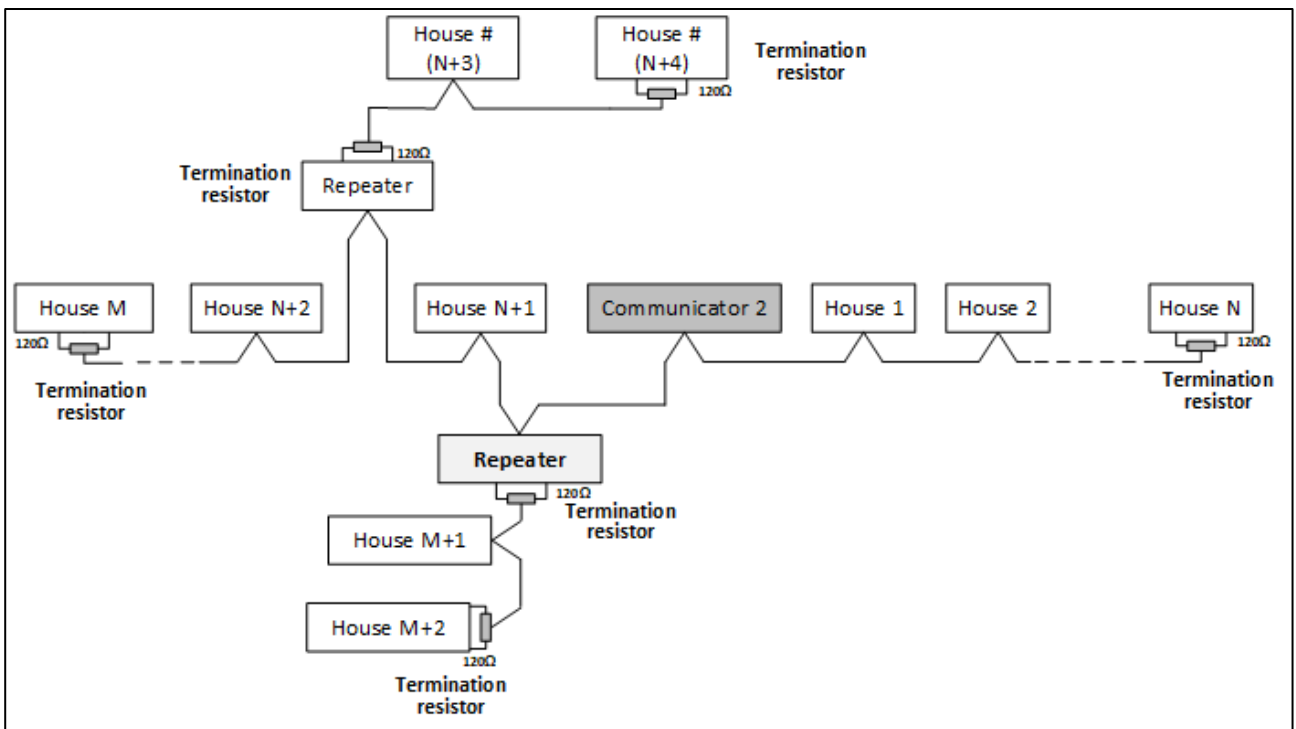 House #
(N+3)
House #
(N+4)
Termination
resistor
120Ω
120Ω
Termination
resistor
Repeater
House M
House N+2
House N+1
Communicator 2
House 1
House 2
House N
120Ω
120Ω
Termination
resistor
Termination
resistor
Repeater
120Ω
Termination
resistor
House M+1
House M+2
120Ω
Termination
resistor